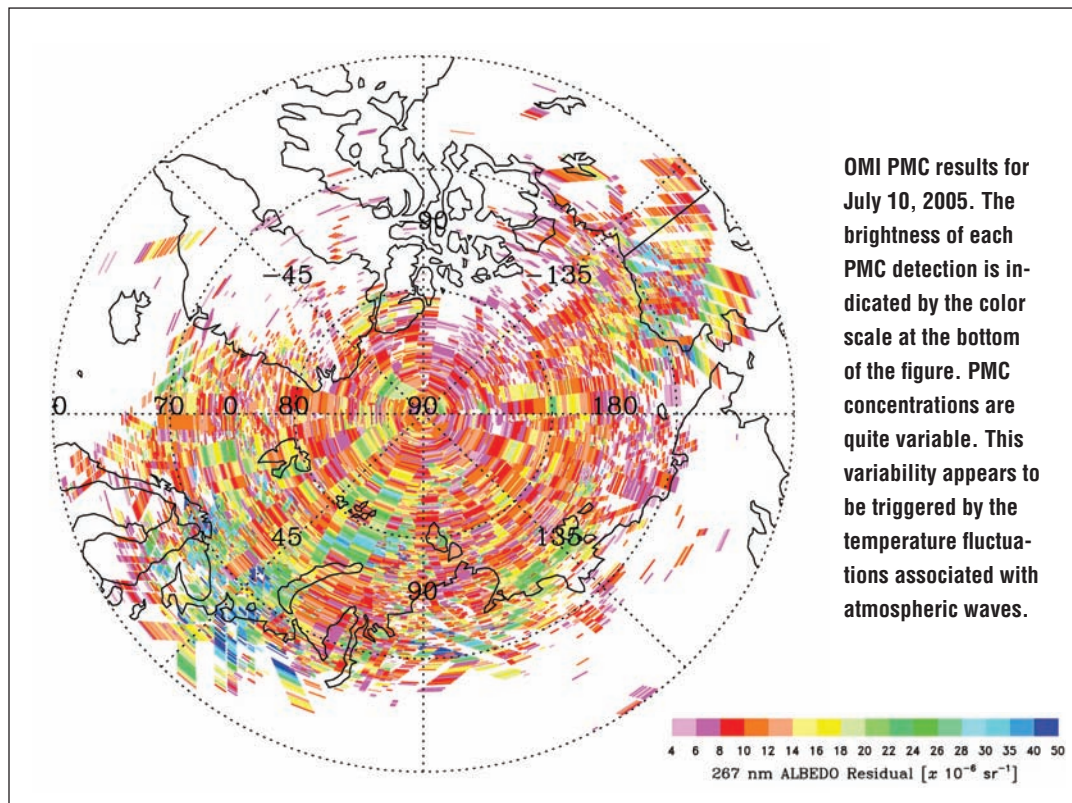 -90
-45
-135
0 70 0 80 90 180
45
135
90
OMI PMC results for
July 10, 2005. The
brightness of each
PMC detection is in-
dicated by the color
scale at the bottom
of the figure. PMC
concentrations are
quite variable. This
variability appears to
be triggered by the
temperature fluctua-
tions associated with
atmospheric waves.
4 6 8 10 12 14 16 18 20 22 24 26 28 30 35 40 50
267 nm ALBEDO Residual [x 10⁻⁶ sr⁻¹]